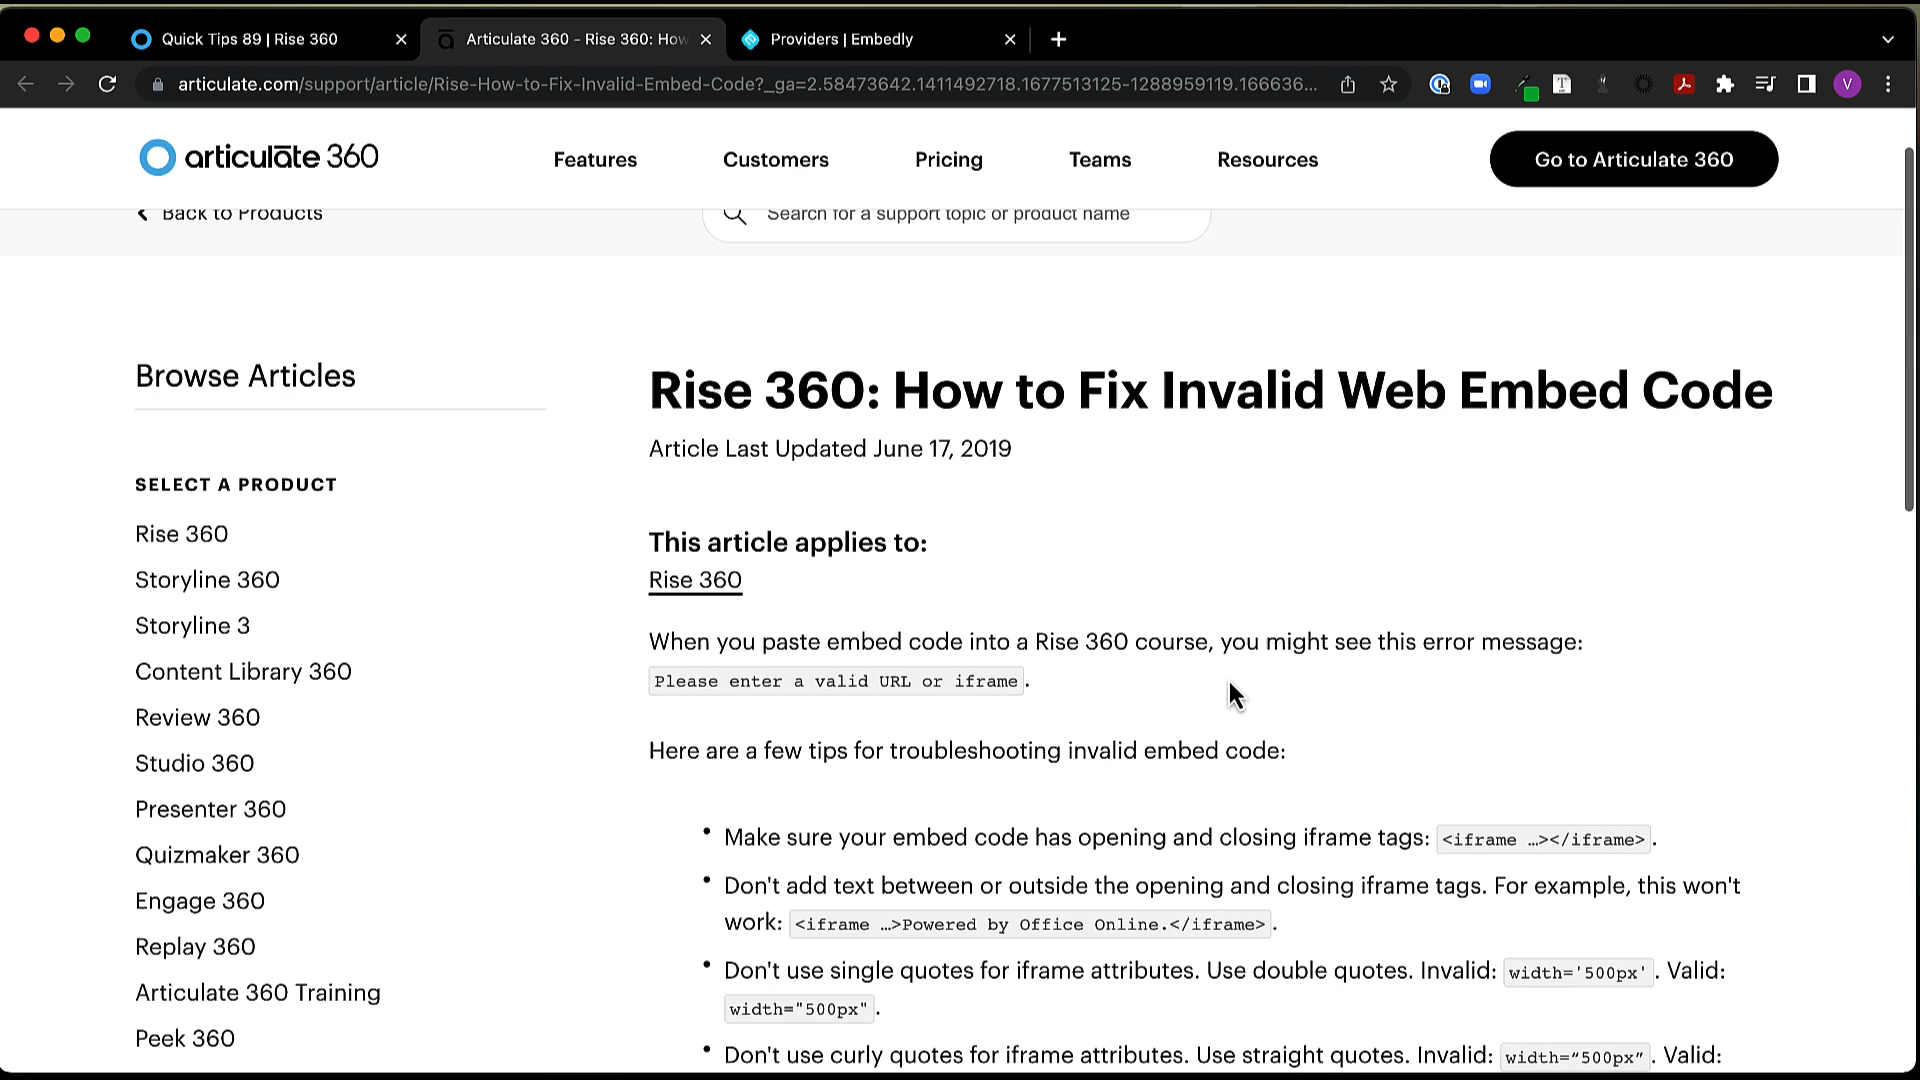 Quick Tips 89 | Rise 360
Articulate 360 - Rise 360: How
Providers | Embedly
articulate.com/support/article/Rise-How-to-Fix-Invalid-Embed-Code?_ga=2.58473642.1411492718.1677513125-1288959119.166636...
V
articulāte 360
Features
Customers
Pricing
Teams
Resources
Go to Articulate 360
Back to Products
Search for a support topic or product name
Browse Articles
SELECT A PRODUCT
Rise 360
Storyline 360
Storyline 3
Content Library 360
Review 360
Studio 360
Presenter 360
Quizmaker 360
Engage 360
Replay 360
Articulate 360 Training
Peek 360
Rise 360: How to Fix Invalid Web Embed Code
Article Last Updated June 17, 2019
This article applies to:
Rise 360
When you paste embed code into a Rise 360 course, you might see this error message:
Please enter a valid URL or iframe.
Here are a few tips for troubleshooting invalid embed code:
• Make sure your embed code has opening and closing iframe tags: <iframe …></iframe>.
• Don't add text between or outside the opening and closing iframe tags. For example, this won't
work: <iframe …>Powered by Office Online.</iframe>.
• Don't use single quotes for iframe attributes. Use double quotes. Invalid: width='500px'. Valid:
width="500px".
• Don't use curly quotes for iframe attributes. Use straight quotes. Invalid: width=“500px”. Valid: